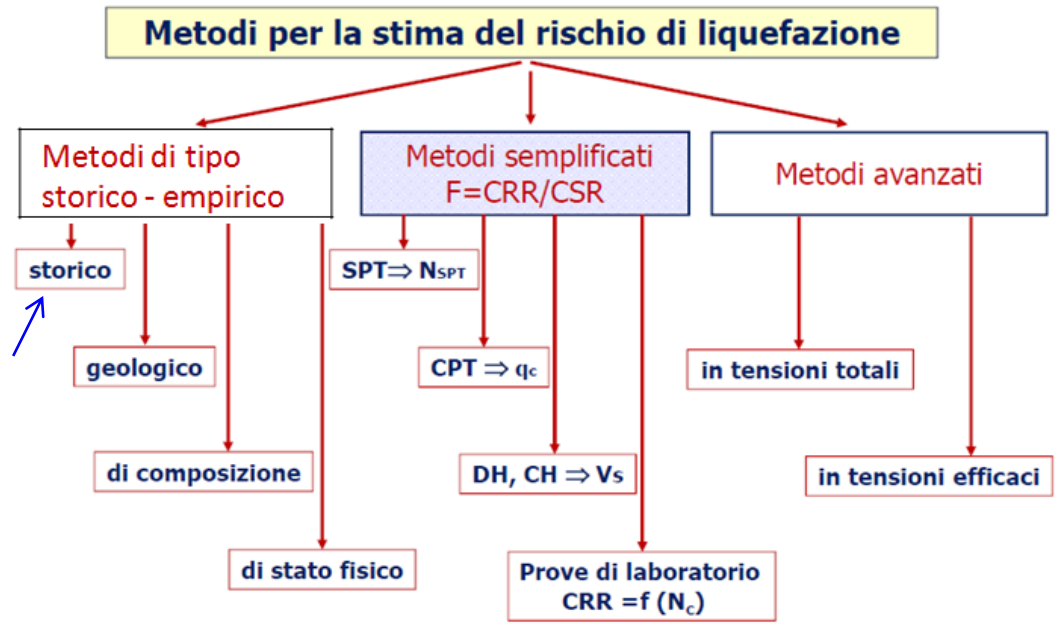 Metodi per la stima del rischio di liquefazione
Metodi di tipo
storico - empirico
storico
geologico
di composizione
di stato fisico
Metodi semplificati
F=CRR/CSR
SPT⇒ NSPT
CPT ⇒ qc
DH, CH ⇒ VS
Prove di laboratorio
CRR =f (Nc)
Metodi avanzati
in tensioni totali
in tensioni efficaci